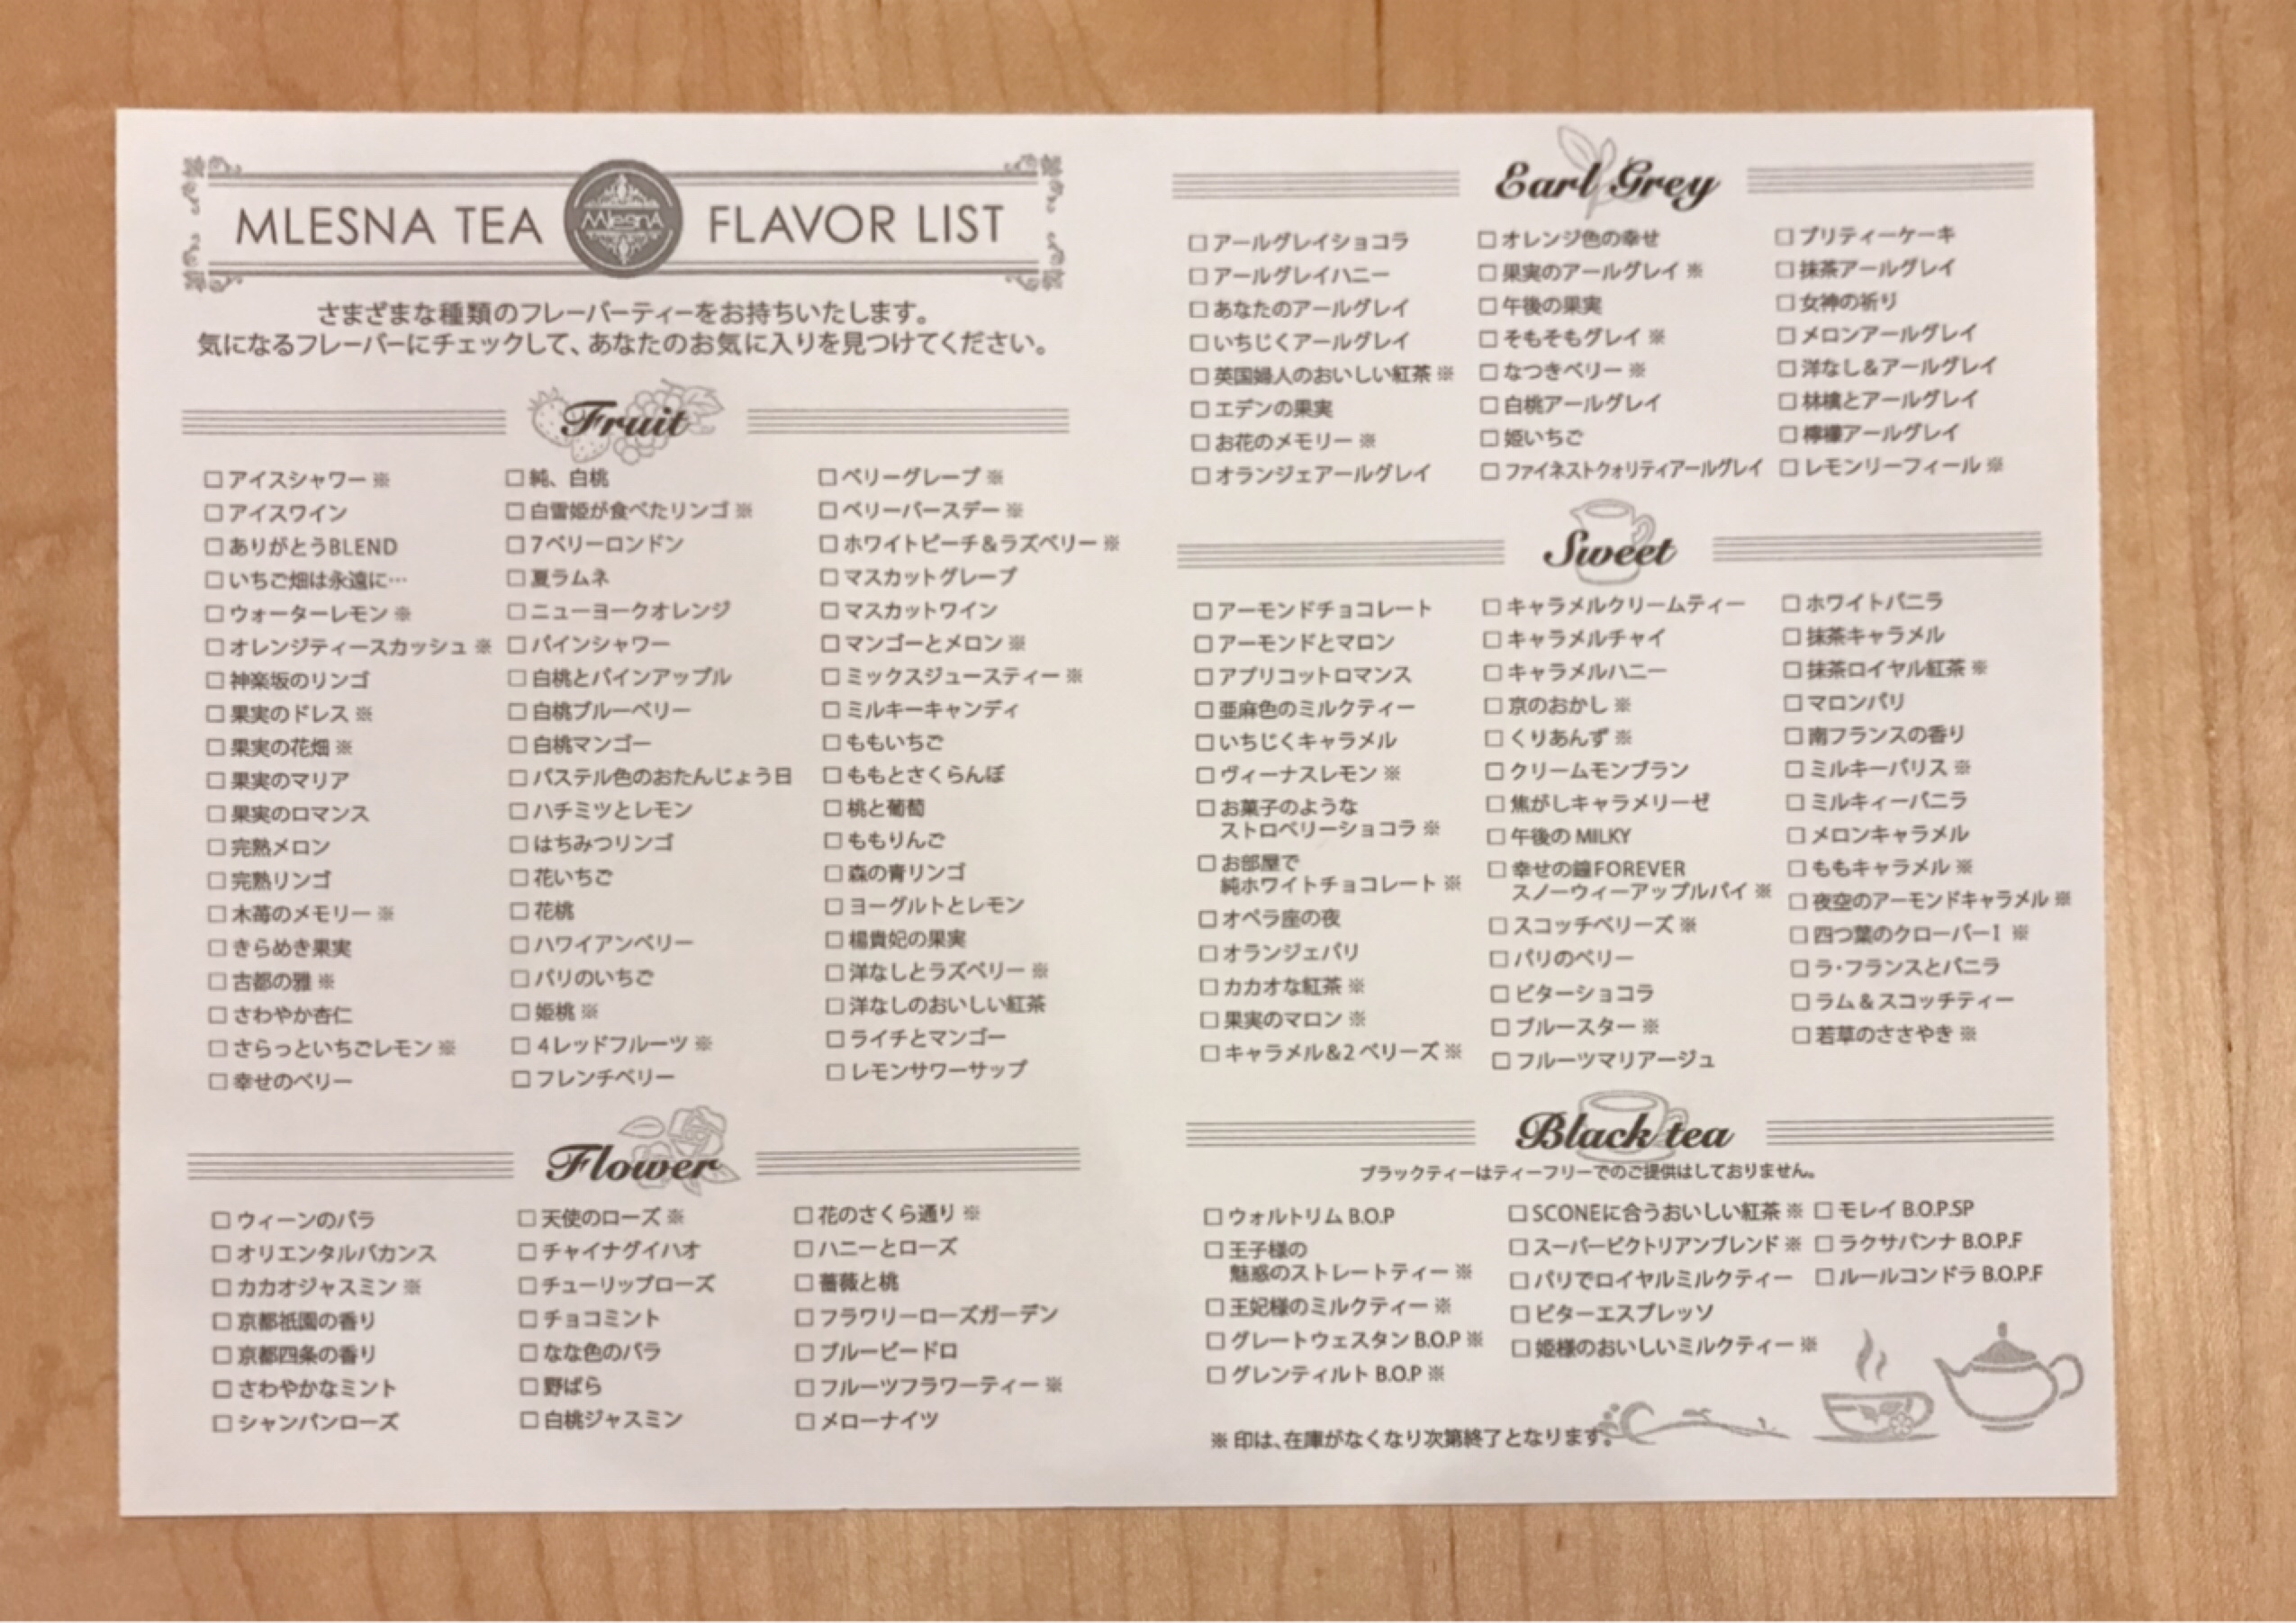 MLESNA TEA MlesnA FLAVOR LIST
さまざまな種類のフレーバーティーをお持ちいたします。
気になるフレーバーにチェックして、あなたのお気に入りを見つけてください。
Fruit
□アイスシャワー ※
□アイスワイン
□ありがとうBLEND
□いちご畑は永遠に…
□ウォーターレモン ※
□オレンジティースカッシュ ※
□神楽坂のリンゴ
□果実のドレス ※
□果実の花畑 ※
□果実のマリア
□果実のロマンス
□完熟メロン
□完熟リンゴ
□木苺のメモリー ※
□きらめき果実
□古都の雅 ※
□さわやか杏仁
□さらっといちごレモン ※
□幸せのベリー
□純、白桃
□白雪姫が食べたリンゴ ※
□7ベリーロンドン
□夏ラムネ
□ニューヨークオレンジ
□パインシャワー
□白桃とパインアップル
□白桃ブルーベリー
□白桃マンゴー
□パステル色のおたんじょう日
□ハチミツとレモン
□はちみつリンゴ
□花いちご
□花桃
□ハワイアンベリー
□パリのいちご
□姫桃 ※
□4レッドフルーツ ※
□フレンチベリー
□ベリーグレープ ※
□ベリーバースデー ※
□ホワイトピーチ&ラズベリー ※
□マスカットグレープ
□マスカットワイン
□マンゴーとメロン ※
□ミックスジュースティー ※
□ミルキーキャンディ
□ももいちご
□ももとさくらんぼ
□桃と葡萄
□ももりんご
□森の青リンゴ
□ヨーグルトとレモン
□楊貴妃の果実
□洋なしとラズベリー ※
□洋なしのおいしい紅茶
□ライチとマンゴー
□レモンサワーサップ
Flower
□ウィーンのバラ
□オリエンタルバカンス
□カカオジャスミン ※
□京都祇園の香り
□京都四条の香り
□さわやかなミント
□シャンパンローズ
□天使のローズ ※
□チャイナグイハオ
□チューリップローズ
□チョコミント
□なな色のバラ
□野ばら
□白桃ジャスミン
□花のさくら通り ※
□ハニーとローズ
□薔薇と桃
□フラワリーローズガーデン
□ブルービードロ
□フルーツフラワーティー ※
□メローナイツ
Earl Grey
□アールグレイショコラ
□アールグレイハニー
□あなたのアールグレイ
□いちじくアールグレイ
□英国婦人のおいしい紅茶 ※
□エデンの果実
□お花のメモリー ※
□オランジェアールグレイ
□オレンジ色の幸せ
□果実のアールグレイ ※
□午後の果実
□そもそもグレイ ※
□なつきベリー ※
□白桃アールグレイ
□姫いちご
□ファイネストクォリティアールグレイ
□プリティーケーキ
□抹茶アールグレイ
□女神の祈り
□メロンアールグレイ
□洋なし&アールグレイ
□林檎とアールグレイ
□檸檬アールグレイ
□レモンリーフィール ※
Sweet
□アーモンドチョコレート
□アーモンドとマロン
□アプリコットロマンス
□亜麻色のミルクティー
□いちじくキャラメル
□ヴィーナスレモン ※
□お菓子のような
ストロベリーショコラ ※
□お部屋で
純ホワイトチョコレート ※
□オペラ座の夜
□オランジェパリ
□カカオな紅茶 ※
□果実のマロン ※
□キャラメル&2ベリーズ ※
□キャラメルクリームティー
□キャラメルチャイ
□キャラメルハニー
□京のおかし ※
□くりあんず ※
□クリームモンブラン
□焦がしキャラメリーゼ
□午後の MILKY
□幸せの鐘FOREVER
スノーウィーアップルパイ ※
□スコッチベリーズ ※
□パリのベリー
□ビターショコラ
□ブルースター ※
□フルーツマリアージュ
□ホワイトバニラ
□抹茶キャラメル
□抹茶ロイヤル紅茶 ※
□マロンパリ
□南フランスの香り
□ミルキーパリス ※
□ミルキィーバニラ
□メロンキャラメル
□ももキャラメル ※
□夜空のアーモンドキャラメル ※
□四つ葉のクローバー1 ※
□ラ・フランスとバニラ
□ラム&スコッチティー
□若草のささやき ※
Black tea
ブラックティーはティーフリーでのご提供はしておりません。
□ウォルトリム B.O.P
□王子様の
魅惑のストレートティー ※
□王妃様のミルクティー ※
□グレートウェスタン B.O.P ※
□グレンティルト B.O.P ※
□SCONEに合うおいしい紅茶 ※
□スーパービクトリアンブレンド ※
□パリでロイヤルミルクティー
□ビターエスプレッソ
□姫様のおいしいミルクティー ※
□モレイ B.O.P.SP
□ラクサパンナ B.O.P.F
□ルールコンドラ B.O.P.F
※印は、在庫がなくなり次第終了となります。